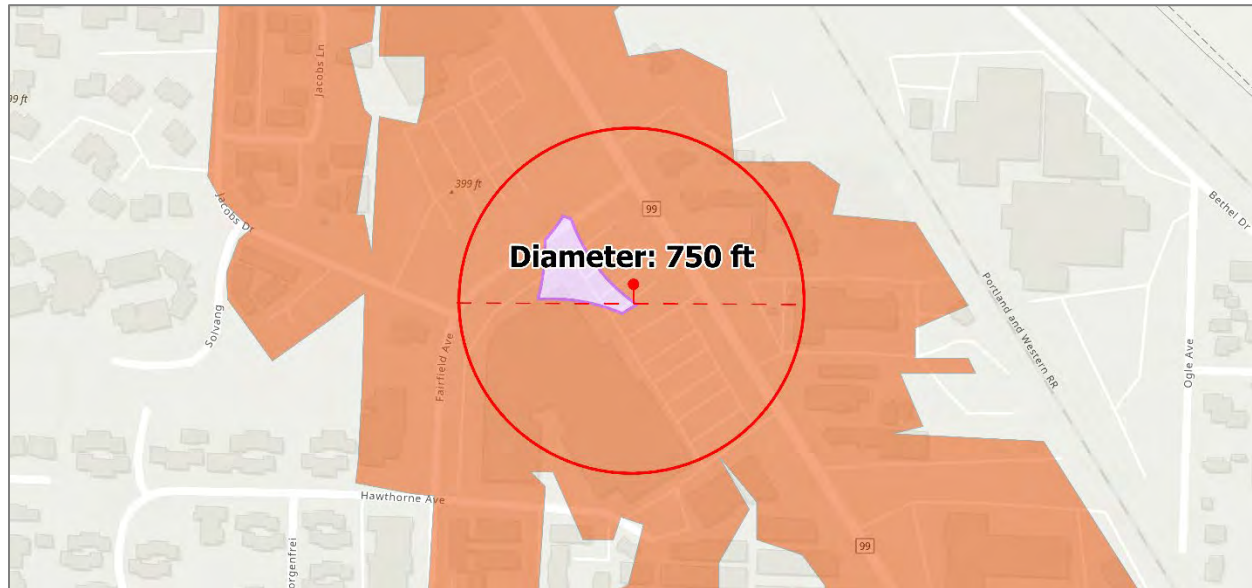 Jacobs Ln
99 ft
399 ft
Jacobs Dr
99
Bethel Dr
Diameter: 750 ft
Solvang
Portland and Western RR
Fairfield Ave
Ogle Ave
Hawthorne Ave
orgenfrei
99